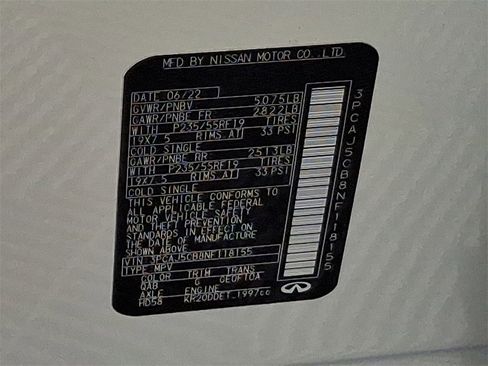 MFD BY NISSAN MOTOR CO.,LTD.
DATE 06/22
GVWR/PNBV 5075LB
GAWR/PNBE FR 2822LB
WITH P235/55RF19 TIRES
19X7.5 RIMS AT 33 PSI
COLD SINGLE
GAWR/PNBE RR 2513LB
WITH P235/55RF19 TIRES
19X7.5 RIMS AT 33 PSI
COLD SINGLE
THIS VEHICLE CONFORMS TO
ALL APPLICABLE FEDERAL
MOTOR VEHICLE SAFETY
AND THEFT PREVENTION
STANDARDS IN EFFECT ON
THE DATE OF MANUFACTURE
SHOWN ABOVE
VIN 3PCAJ5CB8NF118155
TYPE MPV
COLOR TRIM TRANS
QAB G GE0F10A
AXLE ENGINE
HD58 KR20DDET 1997cc
3PCAJ5CB8NF118155